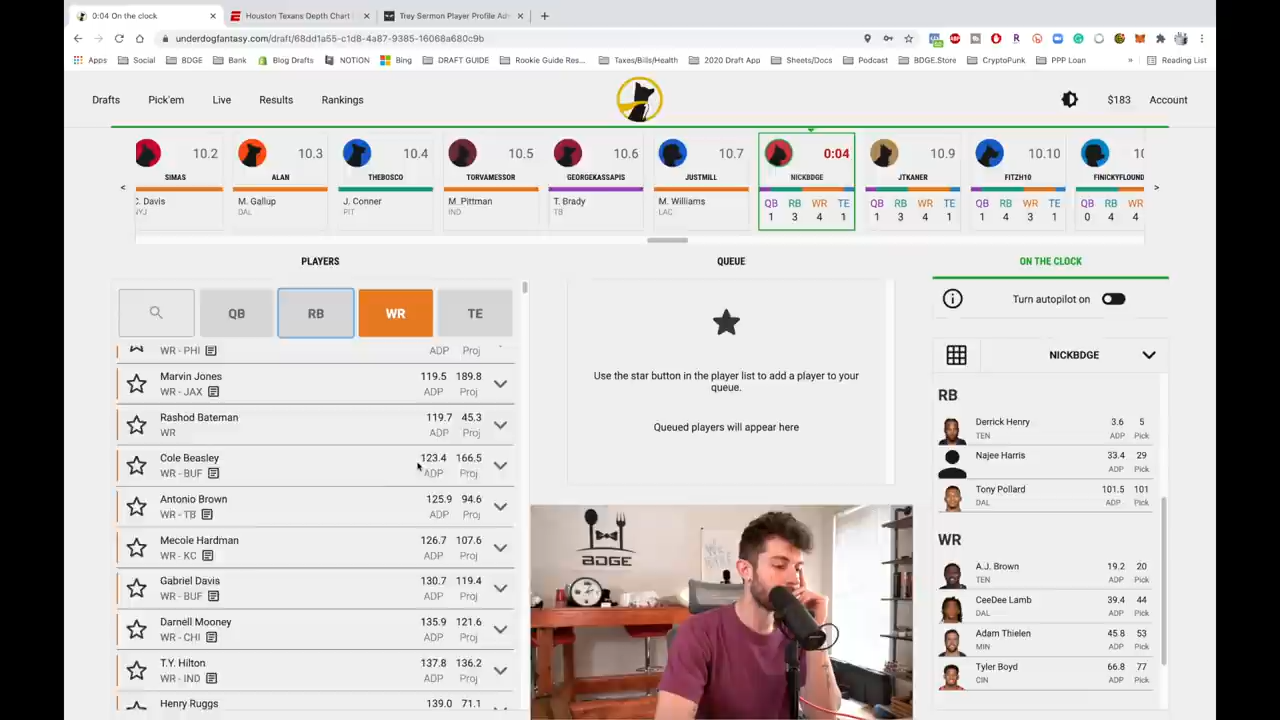 0:04 On the clock
Houston Texans Depth Chart
Trey Sermon Player Profile Adv
underdogfantasy.com/draft/68dd1a55-c1d8-4a87-9385-16068a680c9b
Apps Social BDGE Bank Blog Drafts NOTION Bing DRAFT GUIDE Rookie Guide Res... Taxes/Bills/Health 2020 Draft App Sheets/Docs Podcast BDGE.Store CryptoPunk PPP Loan » Reading List
Drafts Pick'em Live Results Rankings $183 Account
10.2 10.3 10.4 10.5 10.6 10.7 0:04 10.9 10.10 10
SIMAS ALAN THEBOSCO TORVAMESSOR GEORGEKASSAPIS JUSTMILL NICKBDGE JTKANER FITZH10 FINICKYFLOUND
C. Davis M. Gallup J. Conner M. Pittman T. Brady M. Williams QB RB WR TE QB RB WR TE QB RB WR TE QB RB WR
NYJ DAL PIT IND TB LAC 1 3 4 1 1 3 4 1 1 4 3 1 0 4 4
PLAYERS QUEUE ON THE CLOCK
QB RB WR TE
Turn autopilot on
WR - PHI ADP Proj
Marvin Jones 119.5 189.8
WR - JAX ADP Proj
Rashod Bateman 119.7 45.3
WR ADP Proj
Cole Beasley 123.4 166.5
WR - BUF ADP Proj
Antonio Brown 125.9 94.6
WR - TB ADP Proj
Mecole Hardman 126.7 107.6
WR - KC ADP Proj
Gabriel Davis 130.7 119.4
WR - BUF ADP Proj
Darnell Mooney 135.9 121.6
WR - CHI ADP Proj
T.Y. Hilton 137.8 136.2
WR - IND ADP Proj
Henry Ruggs 139.0 71.1
Use the star button in the player list to add a player to your
queue.
Queued players will appear here
BDGE
NICKBDGE
RB
Derrick Henry 3.6 5
TEN ADP Pick
Najee Harris 33.4 29
ADP Pick
Tony Pollard 101.5 101
DAL ADP Pick
WR
A.J. Brown 19.2 20
TEN ADP Pick
CeeDee Lamb 39.4 44
DAL ADP Pick
Adam Thielen 45.8 53
MIN ADP Pick
Tyler Boyd 66.8 77
CIN ADP Pick